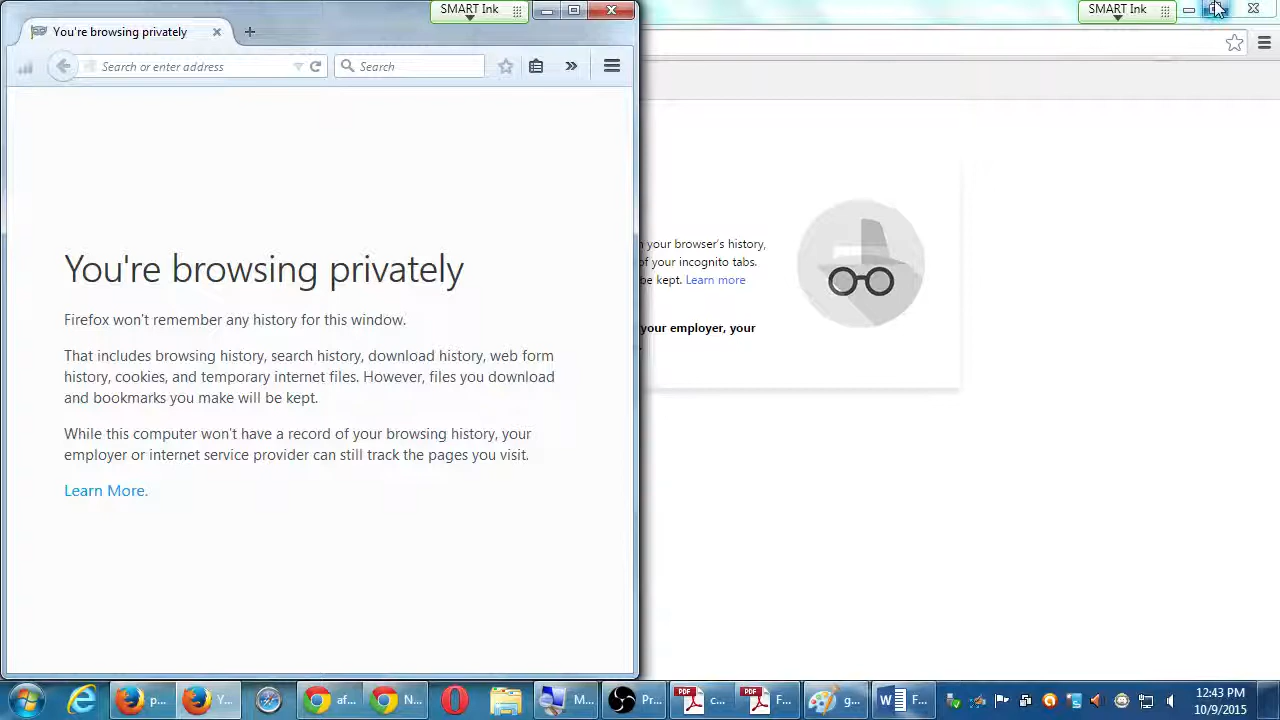 SMART Ink
SMART Ink
You're browsing privately
Search or enter address
Search
You're browsing privately
Firefox won't remember any history for this window.
That includes browsing history, search history, download history, web form
history, cookies, and temporary internet files. However, files you download
and bookmarks you make will be kept.
While this computer won't have a record of your browsing history, your
employer or internet service provider can still track the pages you visit.
Learn More.
your browser's history,
of your incognito tabs.
be kept. Learn more
your employer, your
p...
Y...
af...
N...
M...
Pr...
PDF
c...
PDF
F...
g...
W
F...
12:43 PM
10/9/2015